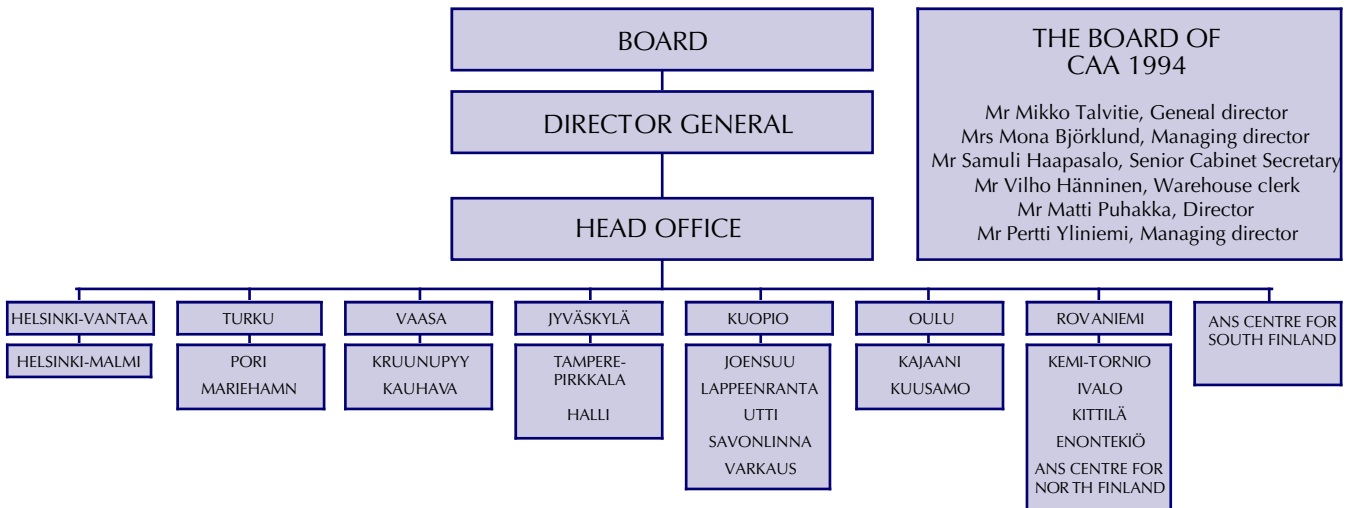 BOARD
DIRECTOR GENERAL
HEAD OFFICE
THE BOARD OF
CAA 1994
Mr Mikko Talvitie, General director
Mrs Mona Björklund, Managing director
Mr Samuli Haapasalo, Senior Cabinet Secretary
Mr Vilho Hänninen, Warehouse clerk
Mr Matti Puhakka, Director
Mr Pertti Yliniemi, Managing director
HELSINKI-VANTAA
HELSINKI-MALMI
TURKU
PORI
MARIEHAMN
VAASA
KRUUNUPYY
KAUHAVA
JYVÄSKYLÄ
TAMPERE-
PIRKKALA
HALLI
KUOPIO
JOENSUU
LAPPEENRANTA
UTTI
SAVONLINNA
VARKAUS
OULU
KAJAANI
KUUSAMO
ROVANIEMI
KEMI-TORNIO
IVALO
KITTILÄ
ENONTEKIÖ
ANS CENTRE FOR
NORTH FINLAND
ANS CENTRE FOR
SOUTH FINLAND